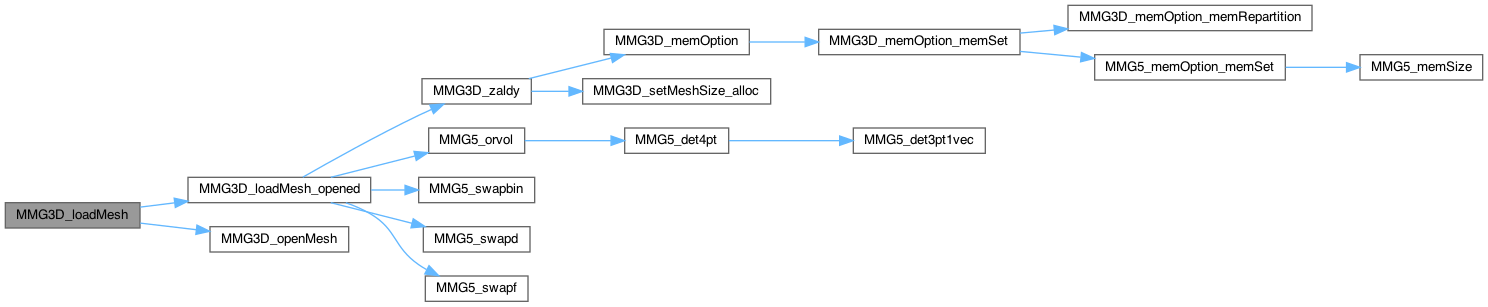 MMG3D_memOption_memRepartition
MMG3D_memOption
MMG3D_memOption_memSet
MMG5_memOption_memSet
MMG5_memSize
MMG3D_zaldy
MMG3D_setMeshSize_alloc
MMG5_orvol
MMG5_det4pt
MMG5_det3pt1vec
MMG3D_loadMesh_opened
MMG5_swapbin
MMG3D_loadMesh
MMG3D_openMesh
MMG5_swapd
MMG5_swapf